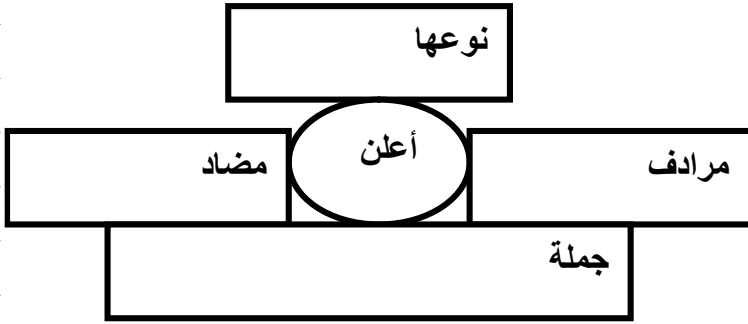 نوعها
مرادف
أعلن
مضاد
جملة